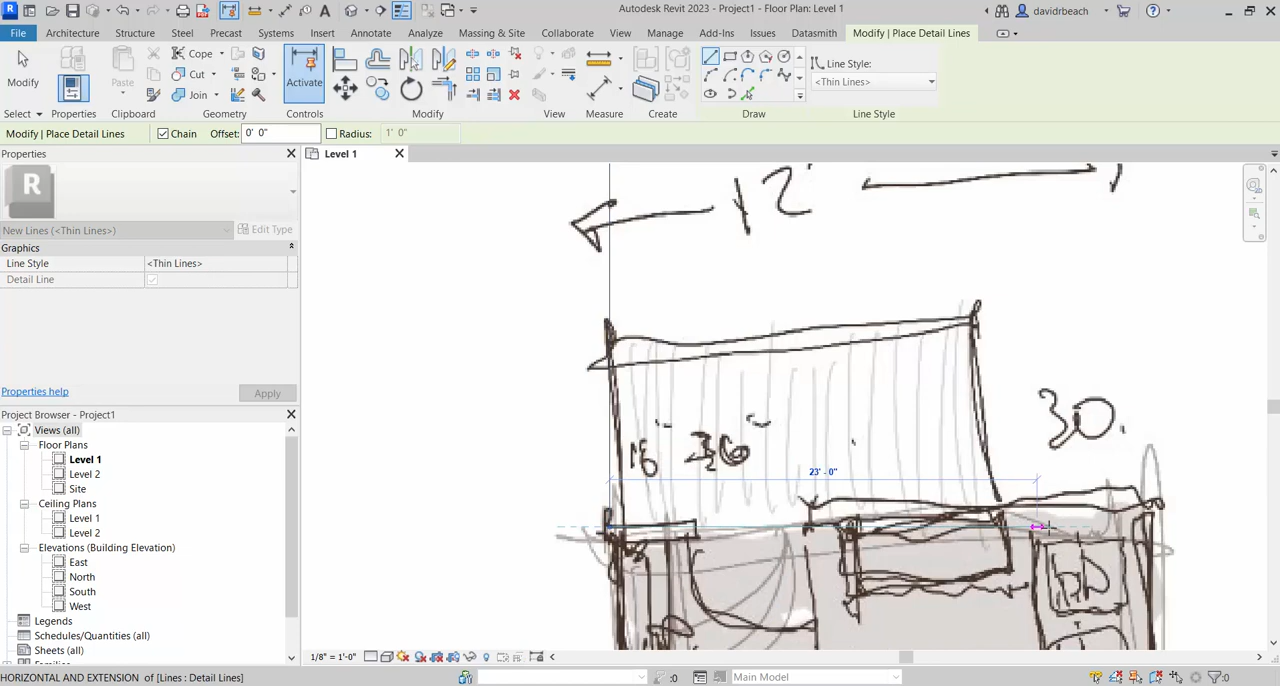 Autodesk Revit 2023 - Project1 - Floor Plan: Level 1
davidrbeach
File Architecture Structure Steel Precast Systems Insert Annotate Analyze Massing & Site Collaborate View Manage Add-Ins Issues Datasmith Modify | Place Detail Lines
Modify
Cope
Cut
Join
Paste
Activate
Line Style:
<Thin Lines>
Select Properties Clipboard Geometry Controls Modify View Measure Create Draw Line Style
Modify | Place Detail Lines Chain Offset: 0' 0" Radius: 1' 0"
Properties
Level 1
R
New Lines (<Thin Lines>) Edit Type
Graphics
Line Style <Thin Lines>
Detail Line
Properties help Apply
Project Browser - Project1
Views (all)
Floor Plans
Level 1
Level 2
Site
Ceiling Plans
Level 1
Level 2
Elevations (Building Elevation)
East
North
South
West
Legends
Schedules/Quantities (all)
Sheets (all)
12'
30.
36"
23' - 0"
1/8" = 1'-0"
HORIZONTAL AND EXTENSION of [Lines : Detail Lines]
:0
Main Model
:0